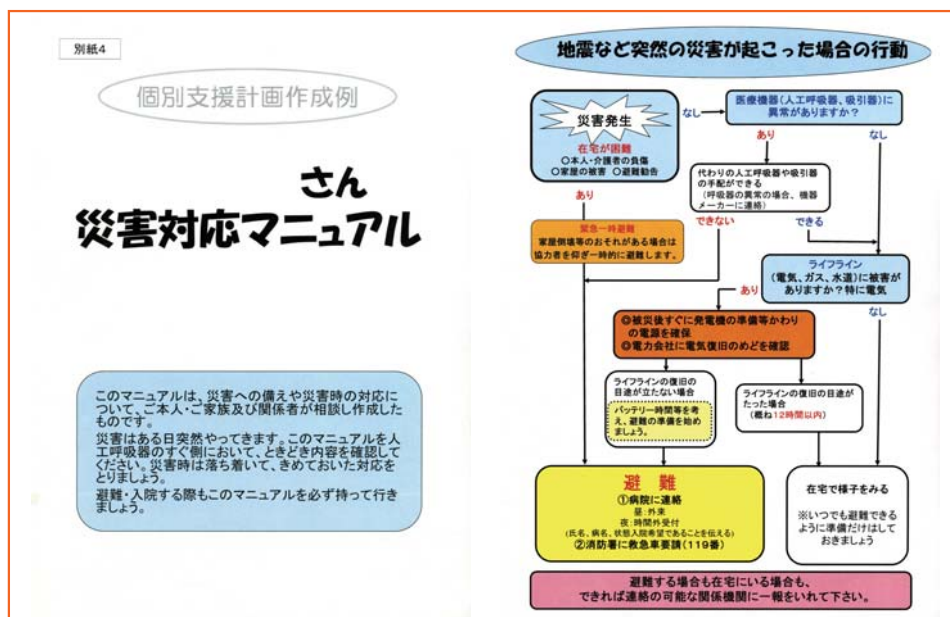 別紙4
個別支援計画作成例
さん
災害対応マニュアル
このマニュアルは、災害への備えや災害時の対応に
ついて、ご本人・ご家族及び関係者が相談し作成した
ものです。
災害はある日突然やってきます。このマニュアルを人
工呼吸器のすぐ側において、ときどき内容を確認して
ください。災害時は落ち着いて、きめておいた対応を
とりましょう。
避難・入院する際もこのマニュアルを必ず持って行き
ましょう。
地震など突然の災害が起こった場合の行動
災害発生
在宅が困難
○本人・介護者の負傷
○家屋の被害 ○避難勧告
なし
医療機器(人工呼吸器、吸引器)に
異常がありますか?
あり
なし
代わりの人工呼吸器や吸引器
の手配ができる
(呼吸器の異常の場合、機器
メーカーに連絡)
あり
できない
できる
緊急一時避難
家屋倒壊等のおそれがある場合は
協力者を仰ぎ一時的に避難します。
ライフライン
(電気、ガス、水道)に被害が
ありますか?特に電気
あり
なし
◎被災後すぐに発電機の準備等かわり
の電源を確保
◎電力会社に電気復旧のめどを確認
ライフラインの復旧の
目途が立たない場合
バッテリー時間等を考
え、避難の準備を始め
ましょう。
ライフラインの復旧の目途が
たった場合
(概ね12時間以内)
避難
①病院に連絡
昼:外来
夜:時間外受付
(氏名、病名、状態入院希望であることを伝える)
②消防署に救急車要請(119番)
在宅で様子をみる
※いつでも避難できる
ように準備だけはして
おきましょう
避難する場合も在宅にいる場合も、
できれば連絡の可能な関係機関に一報をいれて下さい。